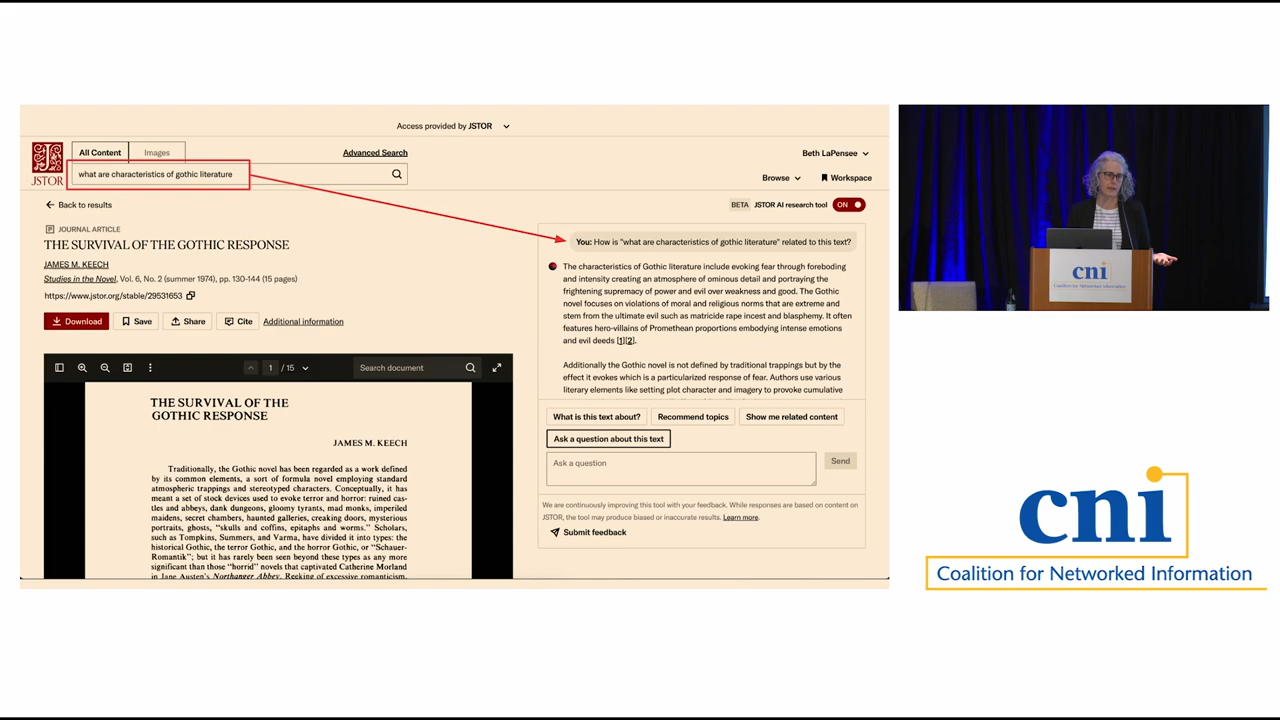 Access provided by JSTOR
All Content
Images
Advanced Search
Beth LaPensee
JSTOR
what are characteristics of gothic literature
Browse
Workspace
Back to results
BETA JSTOR AI research tool ON
JOURNAL ARTICLE
THE SURVIVAL OF THE GOTHIC RESPONSE
JAMES M. KEECH
Studies in the Novel, Vol. 6, No. 2 (summer 1974), pp. 130-144 (15 pages)
https://www.jstor.org/stable/29531653
Download
Save
Share
Cite
Additional information
1 / 15
Search document
THE SURVIVAL OF THE
GOTHIC RESPONSE
JAMES M. KEECH
Traditionally, the Gothic novel has been regarded as a work defined
by its common elements, a sort of formula novel employing standard
atmospheric trappings and stereotyped characters. Conceptually, it has
meant a set of stock devices used to evoke terror and horror: ruined cas-
tles and abbeys, dank dungeons, gloomy tyrants, mad monks, imperiled
maidens, secret chambers, haunted galleries, creaking doors, mysterious
portraits, ghosts, "skulls and coffins, epitaphs and worms." Scholars,
such as Tompkins, Summers, and Varma, have divided it into types: the
historical Gothic, the terror Gothic, and the horror Gothic, or "Schauer-
Romantik"; but it has rarely been seen beyond these types as any more
significant than those "horrid" novels that captivated Catherine Morland
in Jane Austen's Northanger Abbey. Reeking of excessive romanticism,
You: How is "what are characteristics of gothic literature" related to this text?
The characteristics of Gothic literature include evoking fear through foreboding
and intensity creating an atmosphere of ominous detail and portraying the
frightening supremacy of power and evil over weakness and good. The Gothic
novel focuses on violations of moral and religious norms that are extreme and
stem from the ultimate evil such as matricide rape incest and blasphemy. It often
features hero-villains of Promethean proportions embodying intense emotions
and evil deeds [1][2].
Additionally the Gothic novel is not defined by traditional trappings but by the
effect it evokes which is a particularized response of fear. Authors use various
literary elements like setting plot character and imagery to provoke cumulative
What is this text about?
Recommend topics
Show me related content
Ask a question about this text
Ask a question
Send
We are continuously improving this tool with your feedback. While responses are based on content on
JSTOR, the tool may produce biased or inaccurate results. Learn more.
Submit feedback
cni
Coalition for Networked Information
cni
Coalition for Networked Information